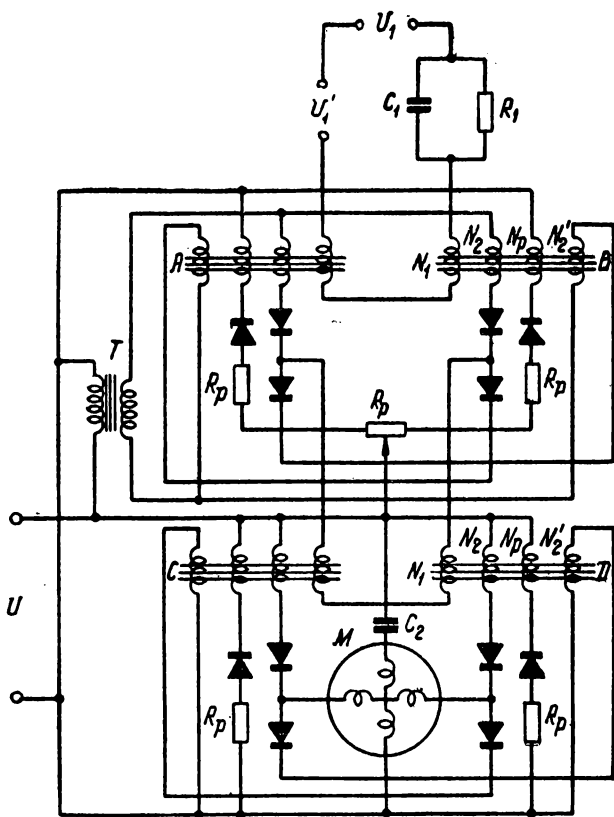 U₁
U₁'
C₁ R₁
A N₁ N₂ Nₚ N₂' B
T
Rₚ Rₚ Rₚ
C N₁ N₂ Nₚ N₂' D
U
M C₂
Rₚ Rₚ